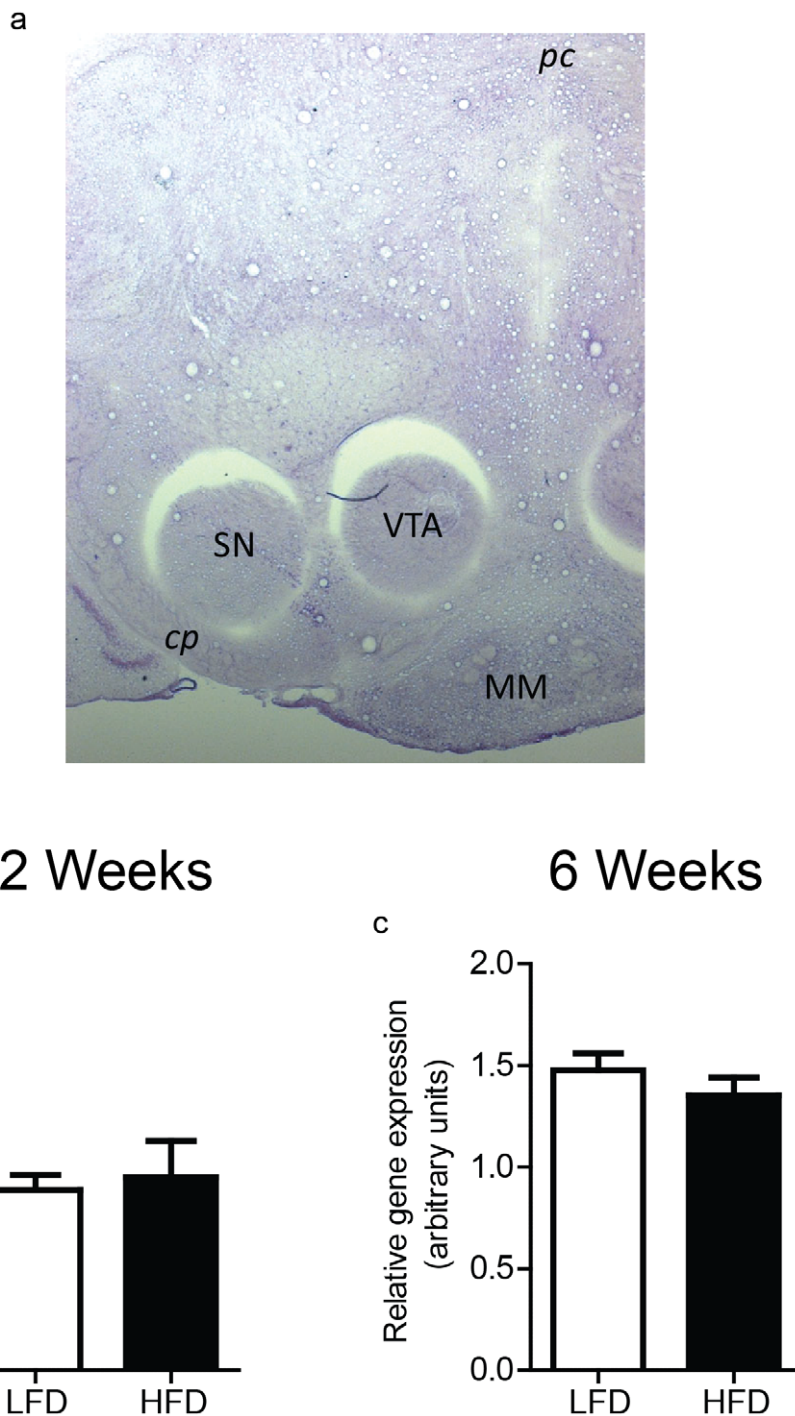 a
pc
SN
VTA
cp
MM
2 Weeks
6 Weeks
c
2.0
1.5
1.0
0.5
0.0
Relative gene expression
(arbitrary units)
LFD
HFD
LFD
HFD